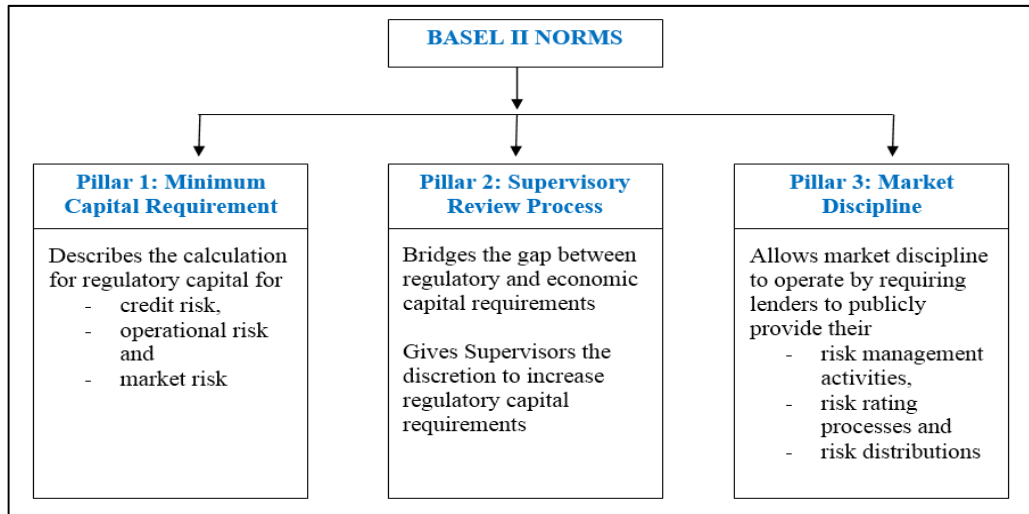 BASEL II NORMS
Pillar 1: Minimum
Capital Requirement
Describes the calculation
for regulatory capital for
- credit risk,
- operational risk
and
- market risk
Pillar 2: Supervisory
Review Process
Bridges the gap between
regulatory and economic
capital requirements
Gives Supervisors the
discretion to increase
regulatory capital
requirements
Pillar 3: Market
Discipline
Allows market discipline
to operate by requiring
lenders to publicly
provide their
- risk management
activities,
- risk rating
processes and
- risk distributions